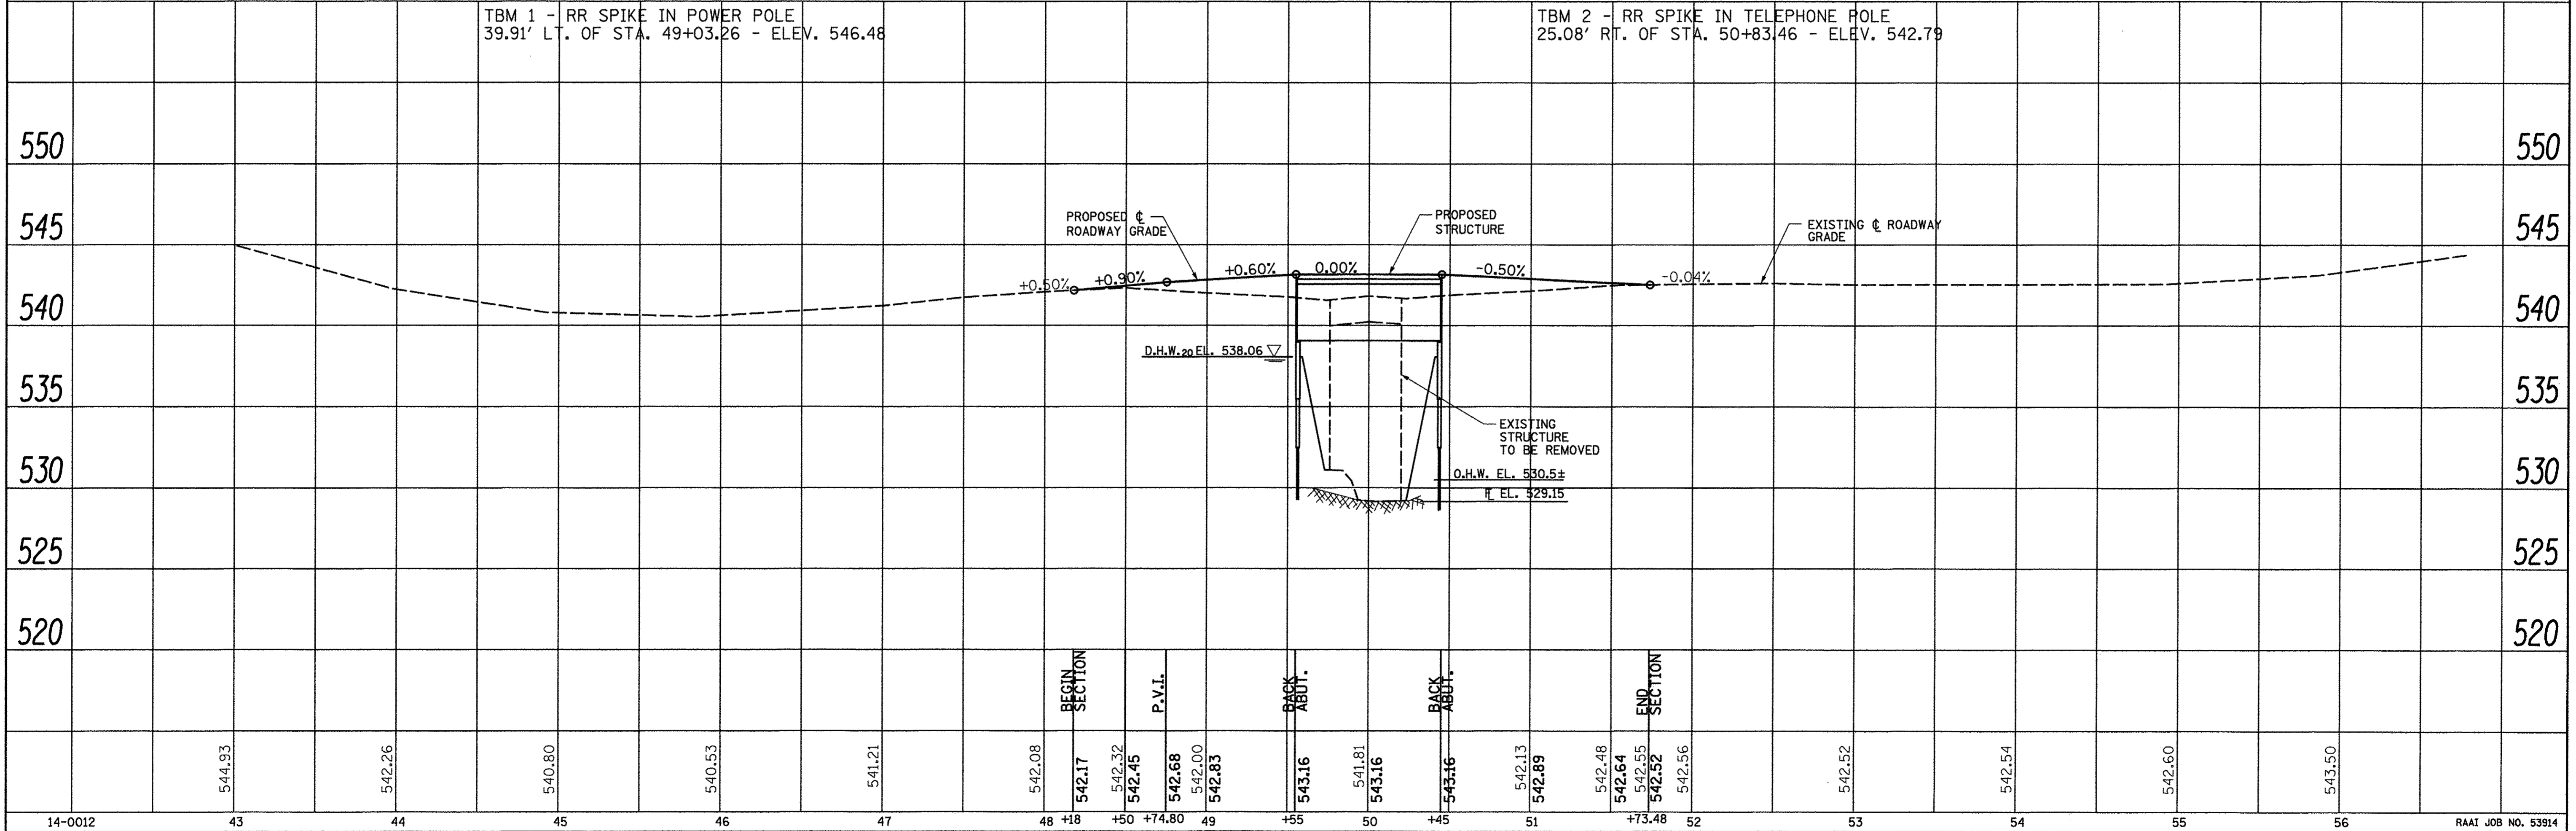 TBM 1 - RR SPIKE IN POWER POLE
39.91' LT. OF STA. 49+03.26 - ELEV. 546.48
TBM 2 - RR SPIKE IN TELEPHONE POLE
25.08' RT. OF STA. 50+83.46 - ELEV. 542.79
550
550
545
545
540
540
535
535
530
530
525
525
520
520
PROPOSED ℄
ROADWAY GRADE
PROPOSED
STRUCTURE
EXISTING ℄ ROADWAY
GRADE
+0.50%
+0.90%
+0.60%
0.00%
-0.50%
-0.04%
D.H.W.20 EL. 538.06
EXISTING
STRUCTURE
TO BE REMOVED
O.H.W. EL. 530.5±
FL EL. 529.15
BEGIN
SECTION
P.V.I.
BACK
ABUT.
BACK
ABUT.
END
SECTION
544.93
542.26
540.80
540.53
541.21
542.08
542.17
542.32
542.45
542.68
542.00
542.83
543.16
541.81
543.16
543.16
542.13
542.89
542.48
542.64
542.55
542.52
542.56
542.52
542.54
542.60
543.50
14-0012
43
44
45
46
47
48
+18
+50
+74.80
49
+55
50
+45
51
+73.48
52
53
54
55
56
RAAI JOB NO. 53914